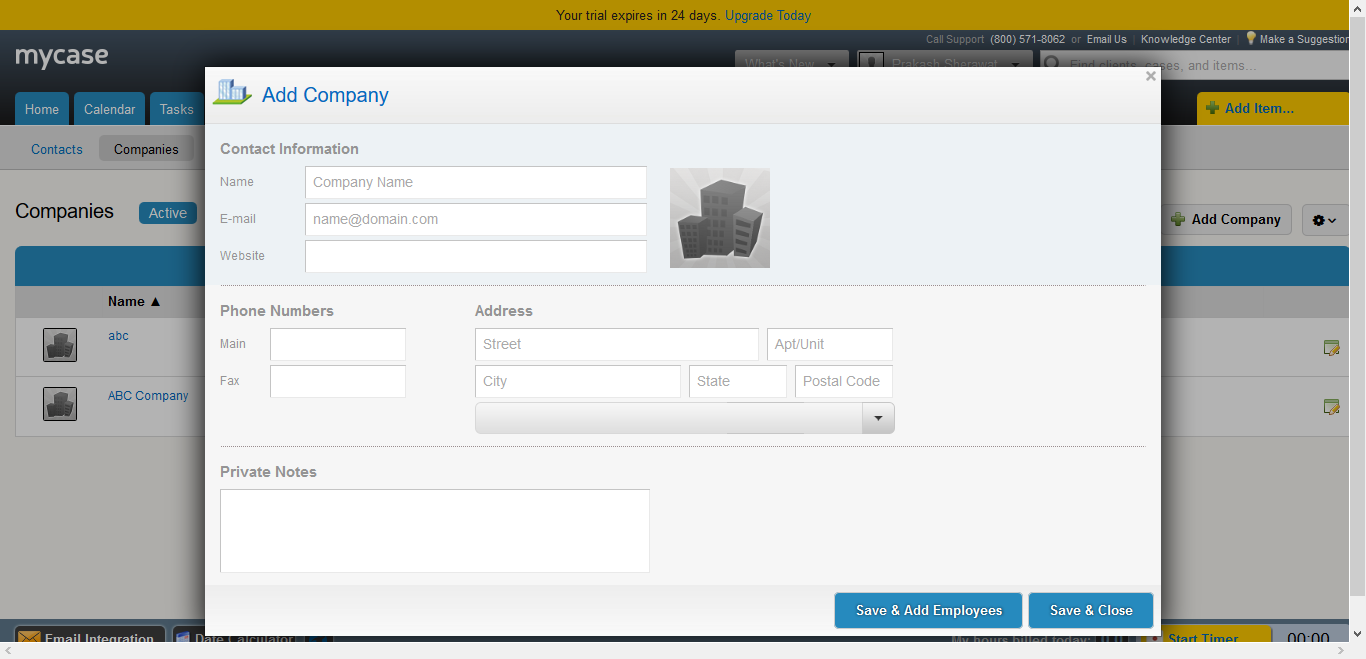 Your trial expires in 24 days. Upgrade Today
Call Support (800) 571-8062 or Email Us | Knowledge Center | Make a Suggestion
mycase
What's New
Prakash Sherawat
Find clients, cases, and items...
Home
Calendar
Tasks
Add Item...
Contacts
Companies
Companies
Active
Add Company
Name ▲
abc
ABC Company
Add Company
Contact Information
Name
Company Name
E-mail
name@domain.com
Website
Phone Numbers
Address
Main
Street
Apt/Unit
Fax
City
State
Postal Code
Private Notes
Save & Add Employees
Save & Close
Email Integration
Date Calculator
My hours billed today:
Start Timer
00:00